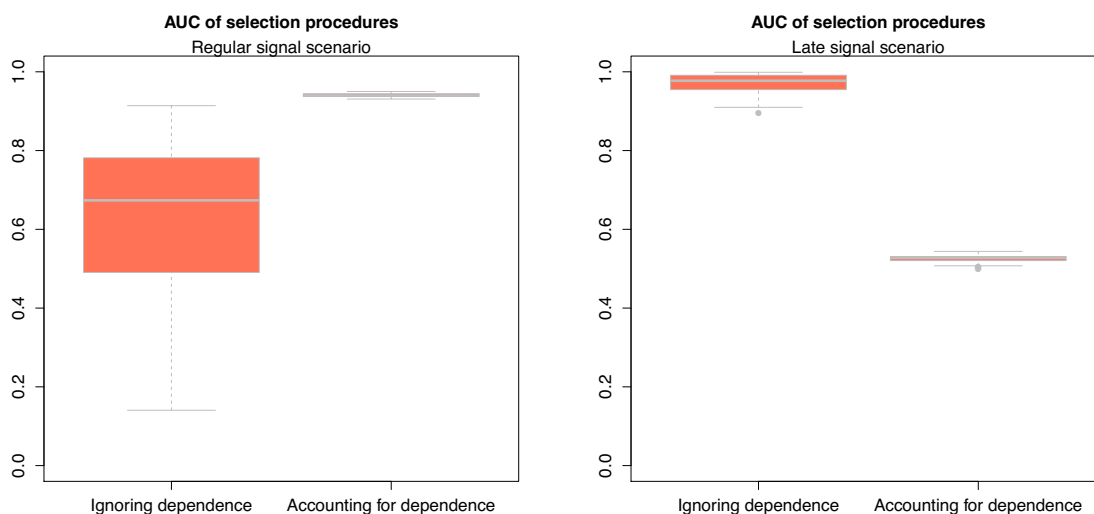 AUC of selection procedures
Regular signal scenario
1.0
0.8
0.6
0.4
0.2
0.0
Ignoring dependence
Accounting for dependence
AUC of selection procedures
Late signal scenario
1.0
0.8
0.6
0.4
0.2
0.0
Ignoring dependence
Accounting for dependence